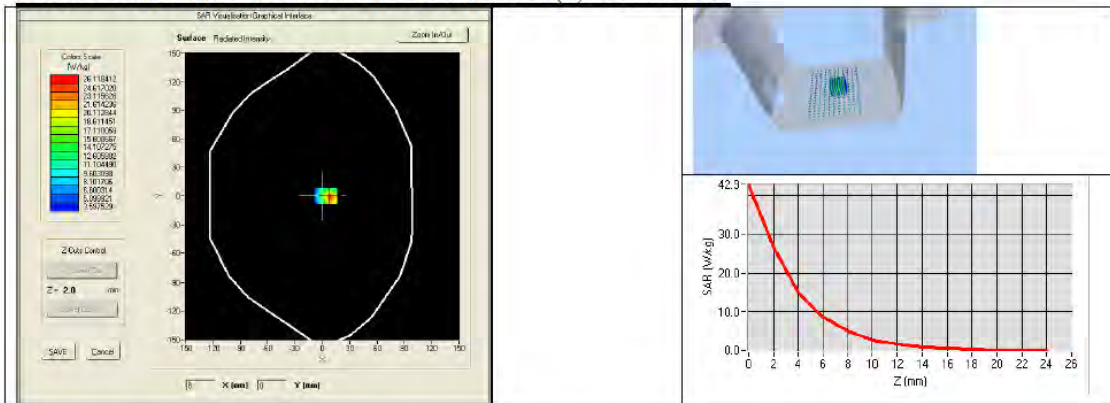 SAR Visualisation Graphical Interface
Surface Radiated Intensity
Zoom In/Out
Colors Scale
(W/kg)
26.118412
24.617020
23.115628
21.614236
20.112844
18.611451
17.110059
15.608667
14.107275
12.605882
11.104490
9.603098
8.101706
6.600314
5.098921
3.597529
150
120
90
60
30
0
-30
-60
-90
-120
-150
Y
-150 -120 -90 -60 -30 0 30 60 90 120 150
X
Z Cuts Control
Z = 2.0 mm
SAVE Cancel
8 X (mm) 0 Y (mm)
42.9
30.0
20.0
10.0
0.0
SAR (W/kg)
0 2 4 6 8 10 12 14 16 18 20 22 24 26
Z (mm)